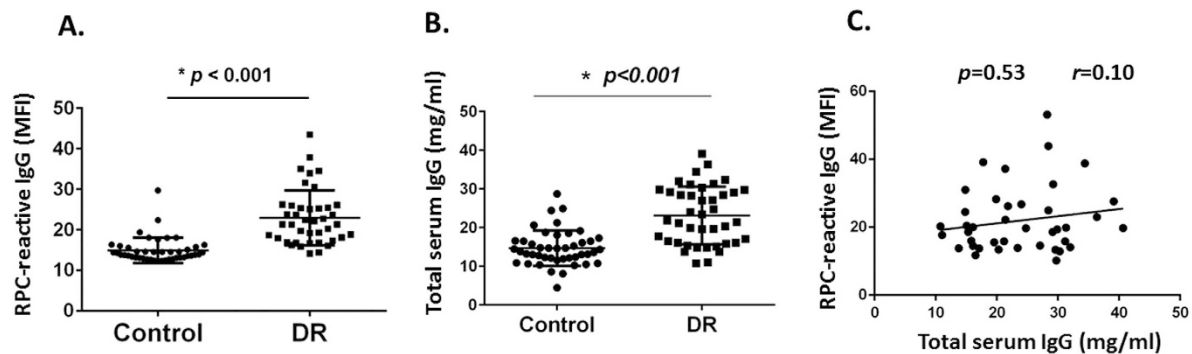 A.
* p < 0.001
RPC-reactive IgG (MFI)
50
40
30
20
10
0
Control
DR
B.
* p<0.001
Total serum IgG (mg/ml)
50
40
30
20
10
0
Control
DR
C.
p=0.53
r=0.10
RPC-reactive IgG (MFI)
60
40
20
0
0
10
20
30
40
50
Total serum IgG (mg/ml)